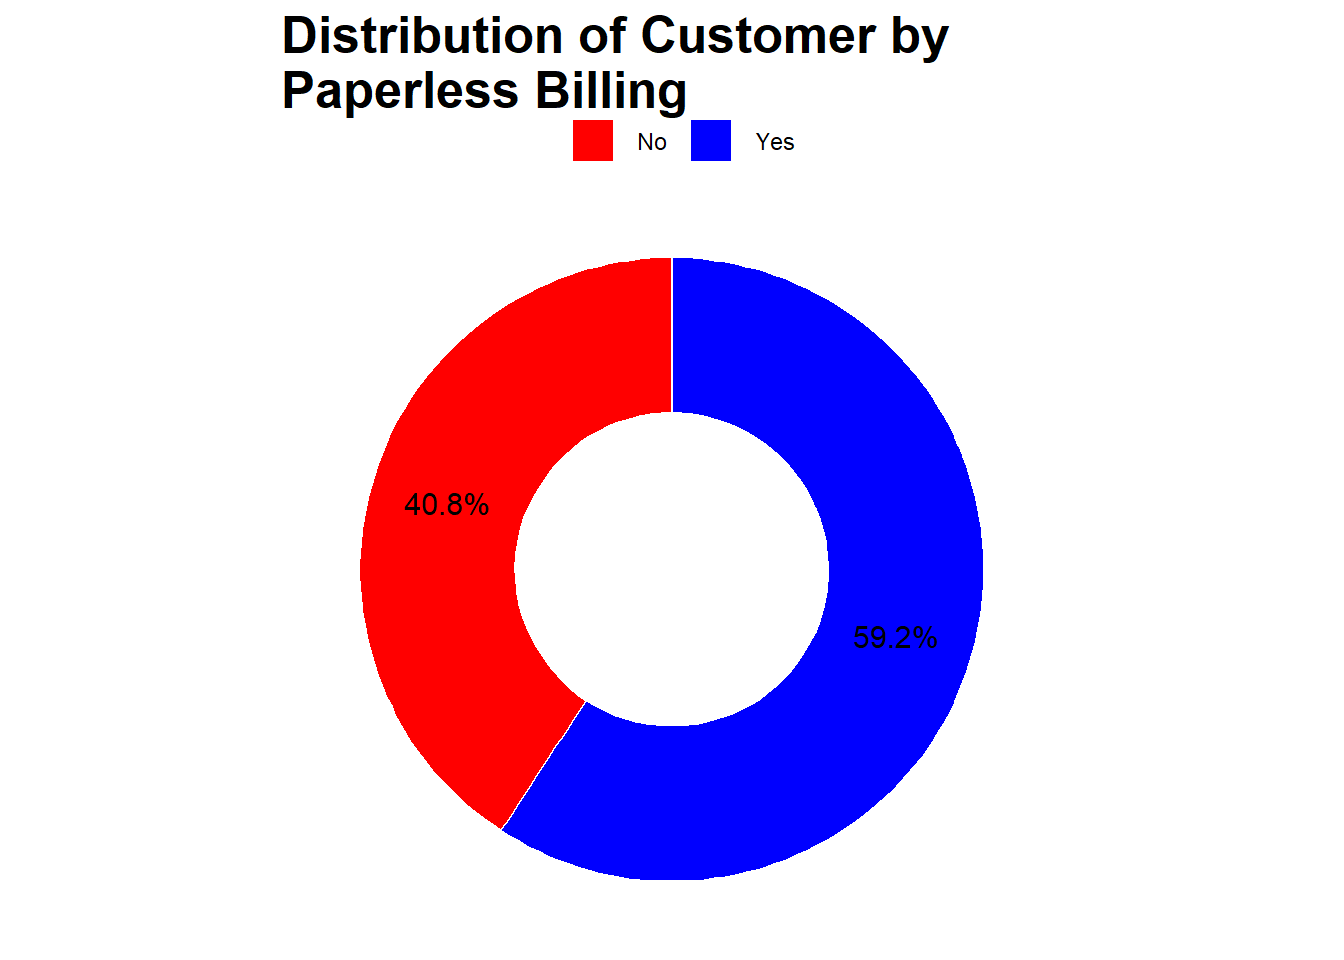 Distribution of Customer by
Paperless Billing
No Yes
40.8%
59.2%